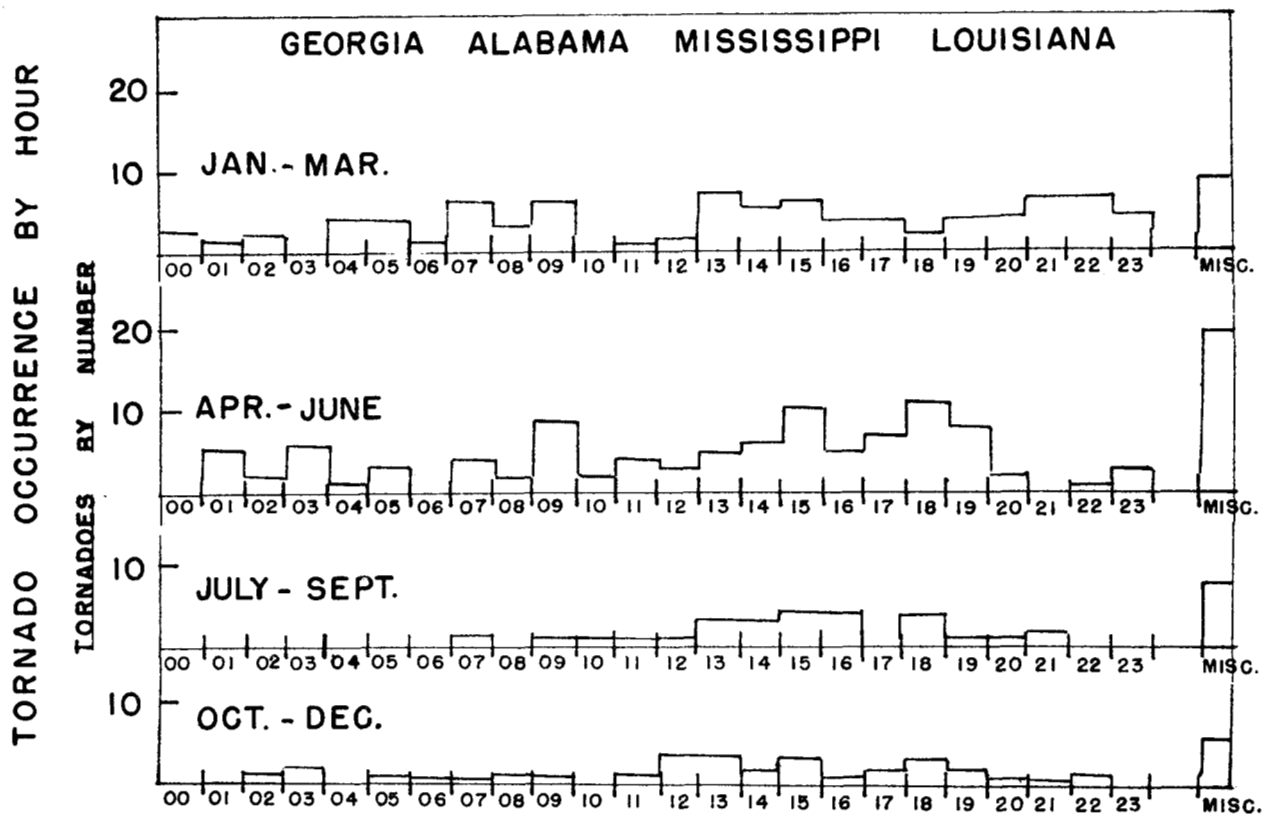 TORNADO OCCURRENCE BY HOUR
TORNADOES BY NUMBER
GEORGIA ALABAMA MISSISSIPPI LOUISIANA
20
10
JAN.-MAR.
00 01 02 03 04 05 06 07 08 09 10 11 12 13 14 15 16 17 18 19 20 21 22 23 MISC.
20
10
APR.-JUNE
00 01 02 03 04 05 06 07 08 09 10 11 12 13 14 15 16 17 18 19 20 21 22 23 MISC.
10
JULY-SEPT.
00 01 02 03 04 05 06 07 08 09 10 11 12 13 14 15 16 17 18 19 20 21 22 23 MISC.
10
OCT.-DEC.
00 01 02 03 04 05 06 07 08 09 10 11 12 13 14 15 16 17 18 19 20 21 22 23 MISC.